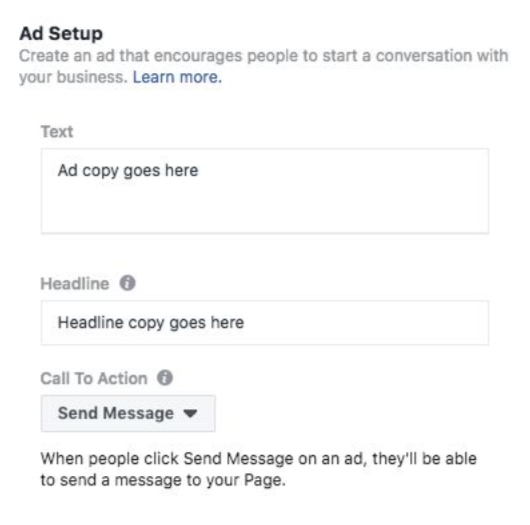 Ad Setup
Create an ad that encourages people to start a conversation with
your business. Learn more.
Text
Ad copy goes here
Headline
Headline copy goes here
Call To Action
Send Message
When people click Send Message on an ad, they'll be able
to send a message to your Page.